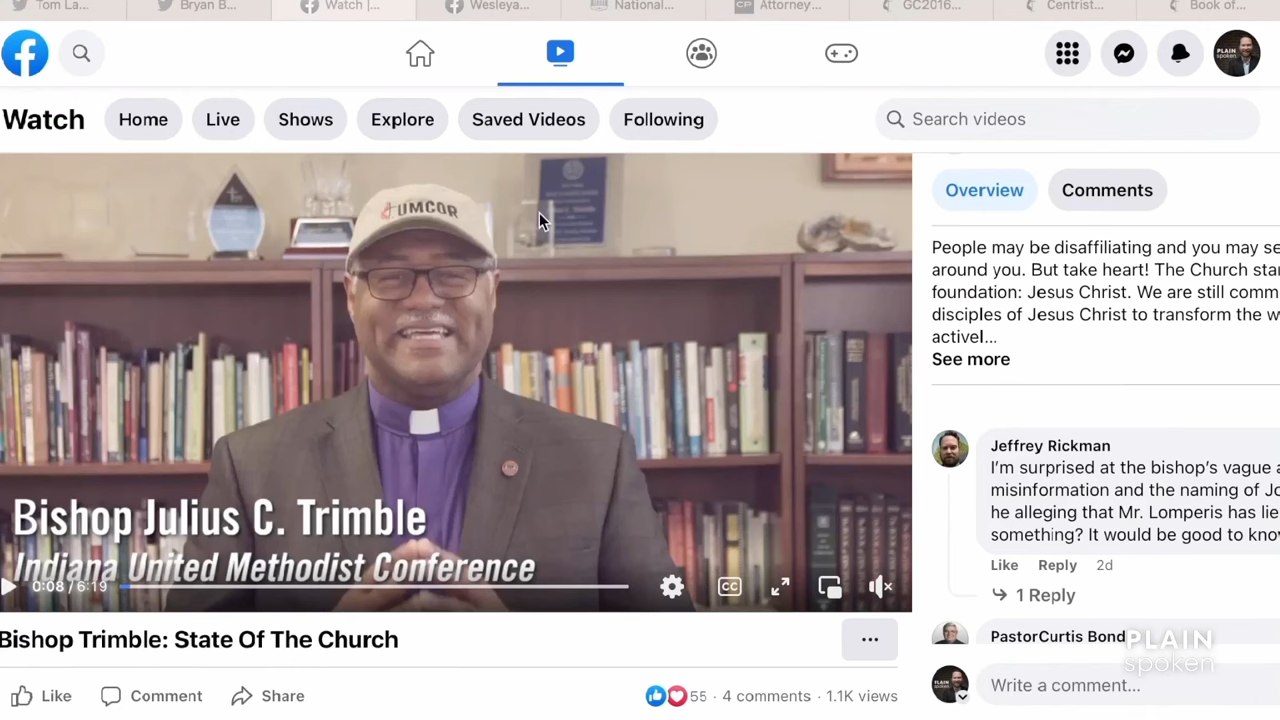 Tom La...
Bryan B...
Watch |...
Wesleya...
National...
CP
Attorney...
GC2016...
Centrist...
Book of...
PLAIN
spoken
Watch
Home
Live
Shows
Explore
Saved Videos
Following
Search videos
UMCOR
Bishop Julius C. Trimble
Indiana United Methodist Conference
0:08 / 6:19
CC
Bishop Trimble: State Of The Church
...
Like
Comment
Share
55 · 4 comments · 1.1K views
Overview
Comments
People may be disaffiliating and you may se
around you. But take heart! The Church star
foundation: Jesus Christ. We are still comm
disciples of Jesus Christ to transform the w
activel...
See more
Jeffrey Rickman
I'm surprised at the bishop's vague a
misinformation and the naming of Jo
he alleging that Mr. Lomperis has lie
something? It would be good to kno
Like Reply 2d
1 Reply
PastorCurtis Bond
PLAIN
spoken
Write a comment...